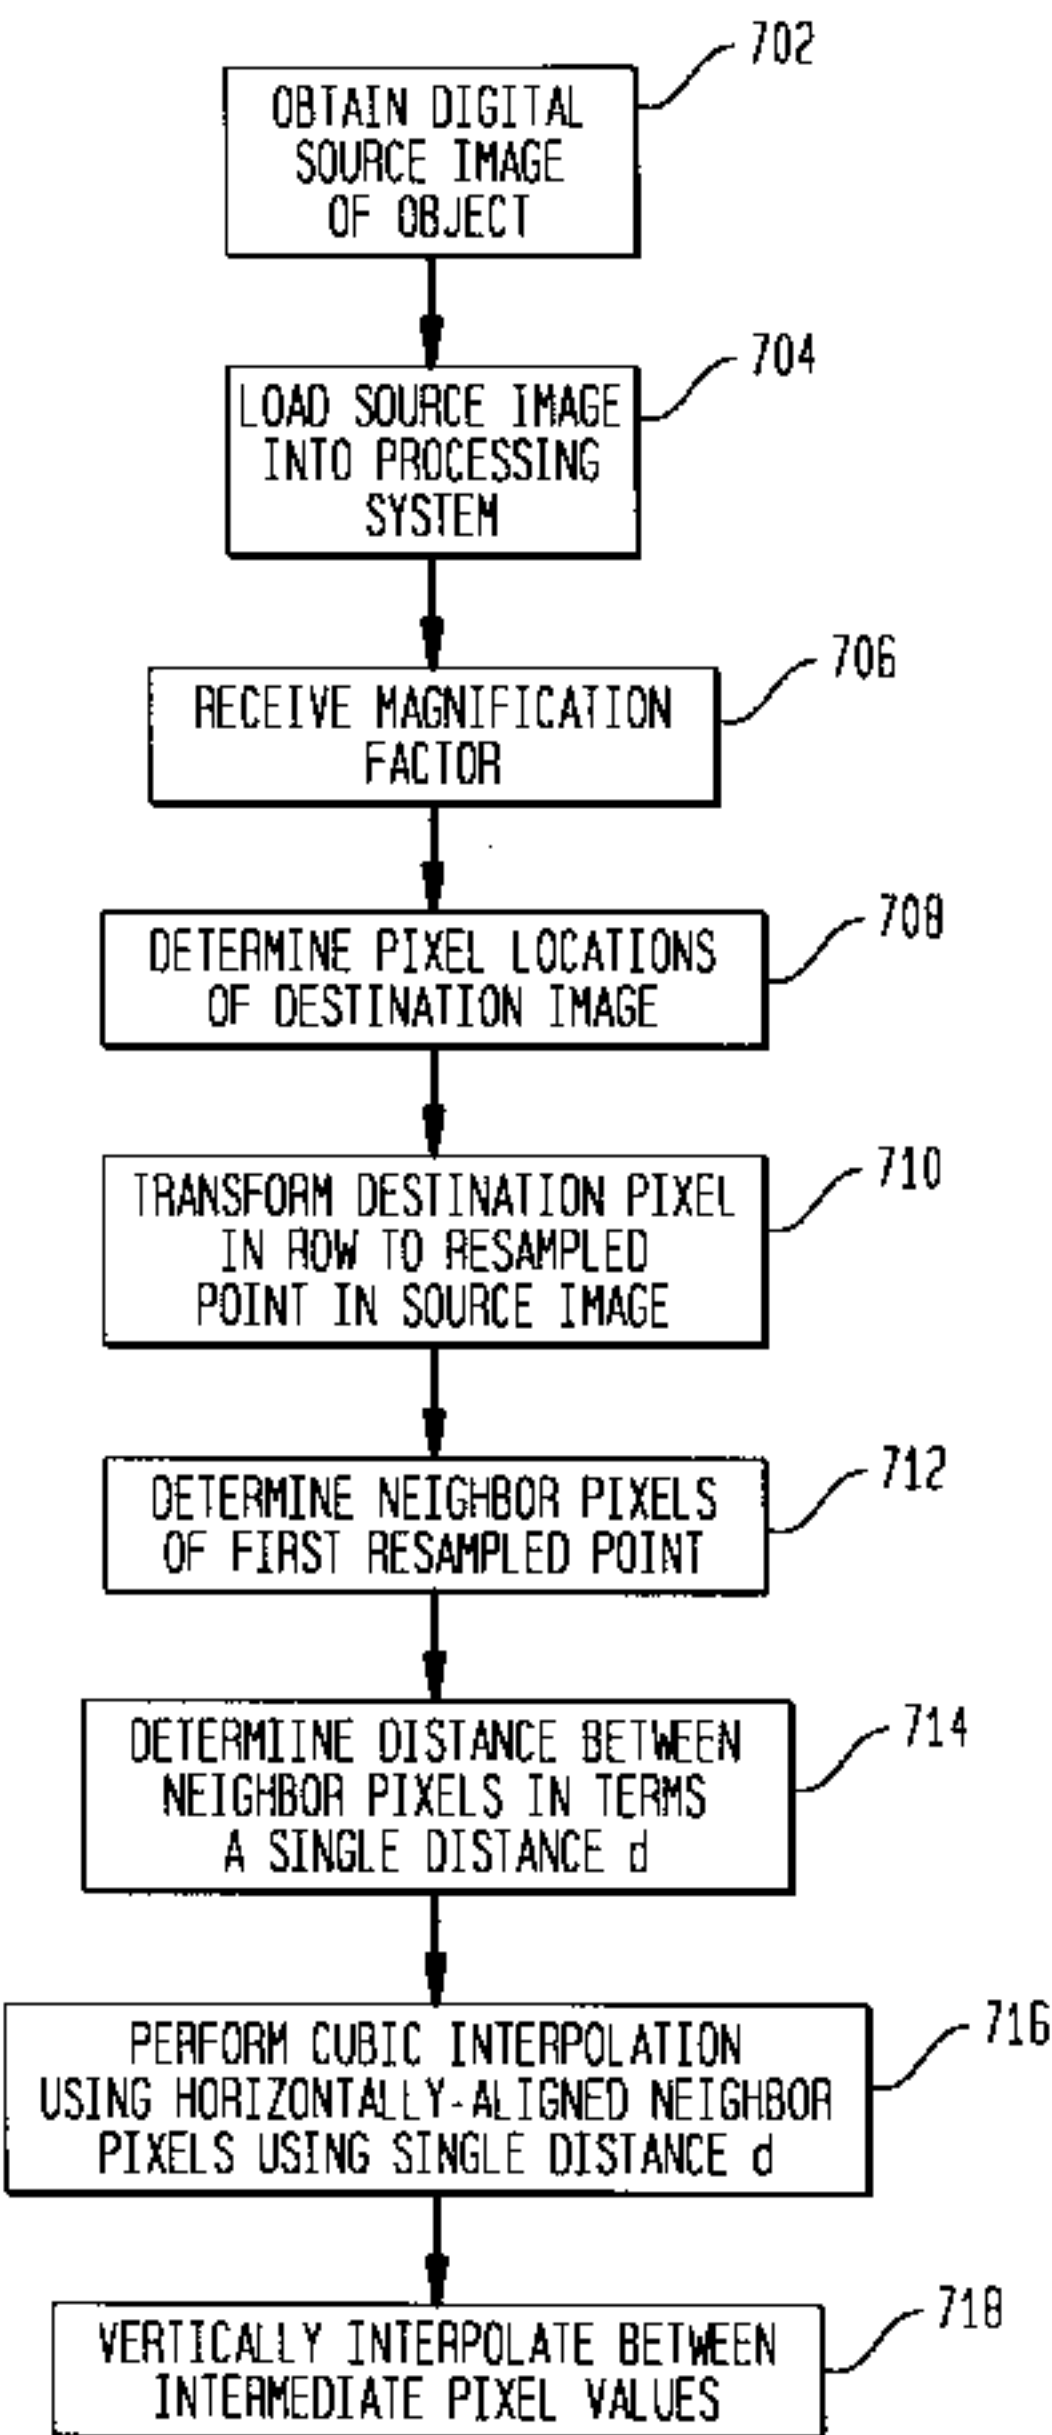 702
OBTAIN DIGITAL
SOURCE IMAGE
OF OBJECT
704
LOAD SOURCE IMAGE
INTO PROCESSING
SYSTEM
706
RECEIVE MAGNIFICATION
FACTOR
708
DETERMINE PIXEL LOCATIONS
OF DESTINATION IMAGE
710
TRANSFORM DESTINATION PIXEL
IN ROW TO RESAMPLED
POINT IN SOURCE IMAGE
712
DETERMINE NEIGHBOR PIXELS
OF FIRST RESAMPLED POINT
714
DETERMIINE DISTANCE BETWEEN
NEIGHBOR PIXELS IN TERMS
A SINGLE DISTANCE d
716
PERFORM CUBIC INTERPOLATION
USING HORIZONTALLY-ALIGNED NEIGHBOR
PIXELS USING SINGLE DISTANCE d
718
VERTICALLY INTERPOLATE BETWEEN
INTERMEDIATE PIXEL VALUES